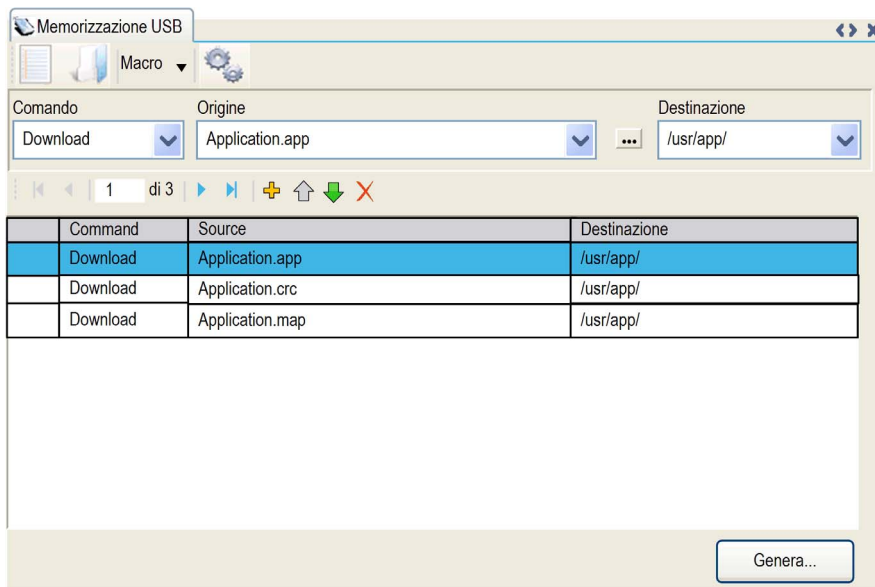 Memorizzazione USB
Macro
Comando Origine Destinazione
Download Application.app ... /usr/app/
1 di 3
Command Source Destinazione
Download Application.app /usr/app/
Download Application.crc /usr/app/
Download Application.map /usr/app/
Genera...